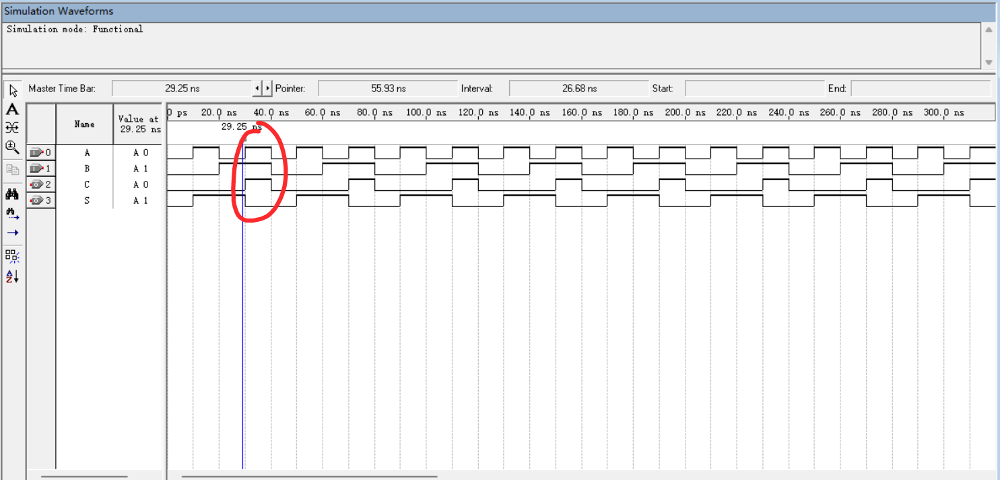 Simulation Waveforms
Simulation mode: Functional
Master Time Bar: 29.25 ns Pointer: 55.93 ns Interval: 26.68 ns Start: End:
Name Value at 29.25 ns 0 ps 20.0 ns 40.0 ns 60.0 ns 80.0 ns 100.0 ns 120.0 ns 140.0 ns 160.0 ns 180.0 ns 200.0 ns 220.0 ns 240.0 ns 260.0 ns 280.0 ns 300.0 ns
29.25 ns
0 A A 0
1 B A 1
2 C A 0
3 S A 1